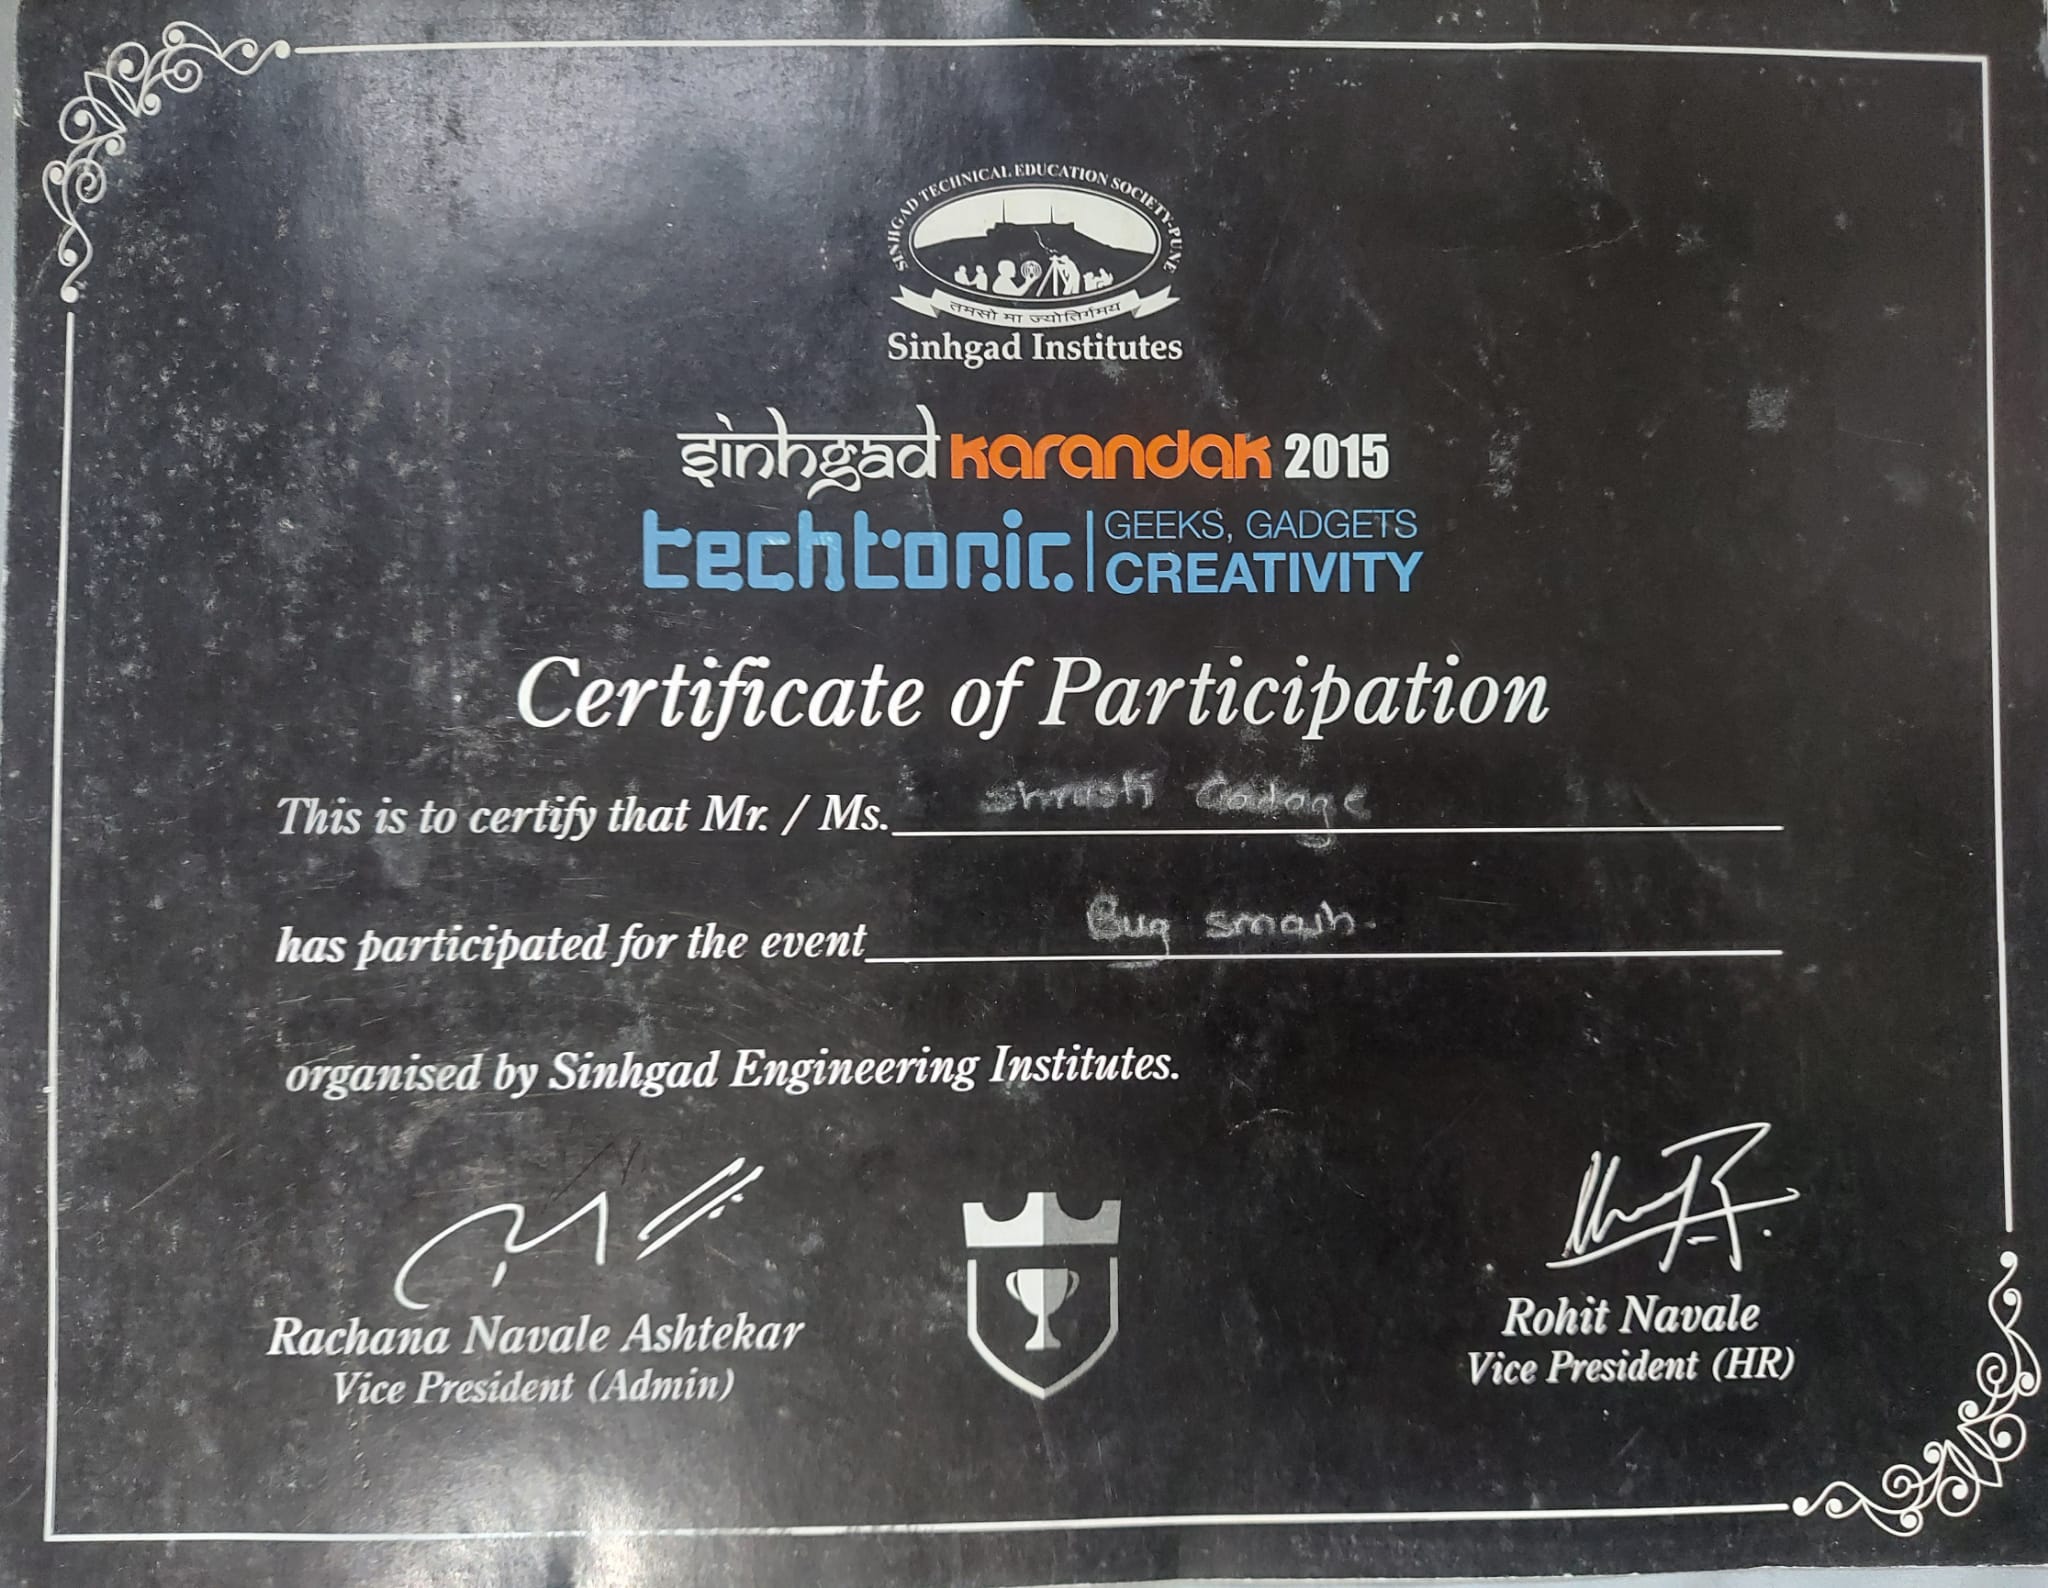 SINHGAD TECHNICAL EDUCATION SOCIETY-PUNE
तमसो मा ज्योतिर्गमय
Sinhgad Institutes
sinhgad karandak 2015
techtonic. GEEKS, GADGETS
CREATIVITY
Certificate of Participation
This is to certify that Mr. / Ms. Gadage
has participated for the event Bug smash.
organised by Sinhgad Engineering Institutes.
Rachana Navale Ashtekar
Vice President (Admin)
Rohit Navale
Vice President (HR)